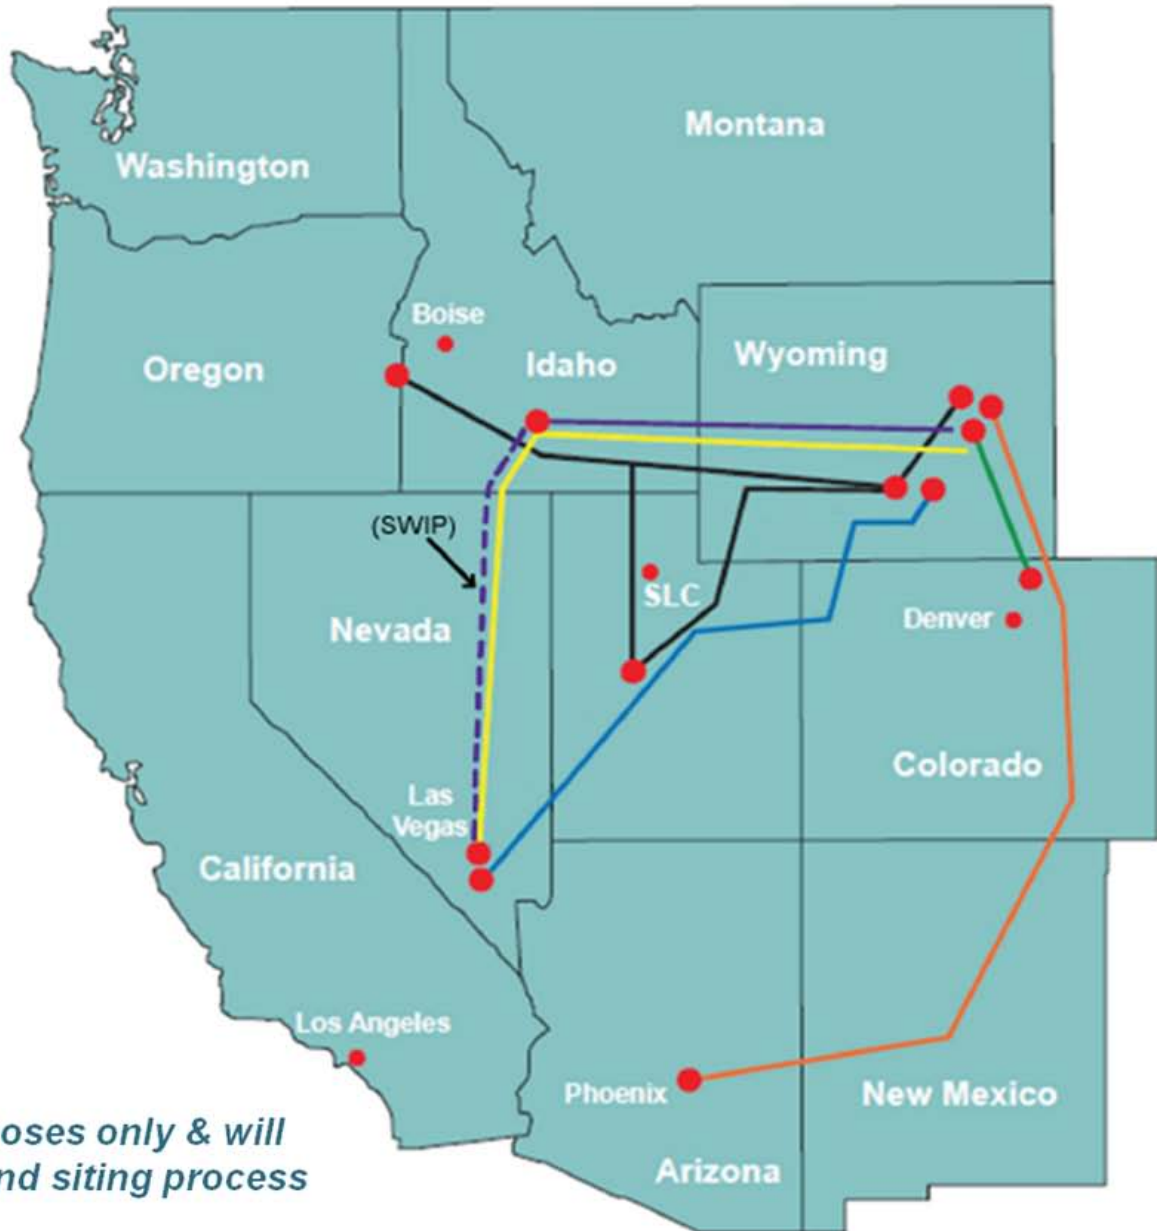 Montana
Washington
Boise
Oregon
Idaho
Wyoming
(SWIP)
SLC
Nevada
Denver
Colorado
Las
Vegas
California
Los Angeles
Phoenix
New Mexico
oses only & will
nd siting process
Arizona